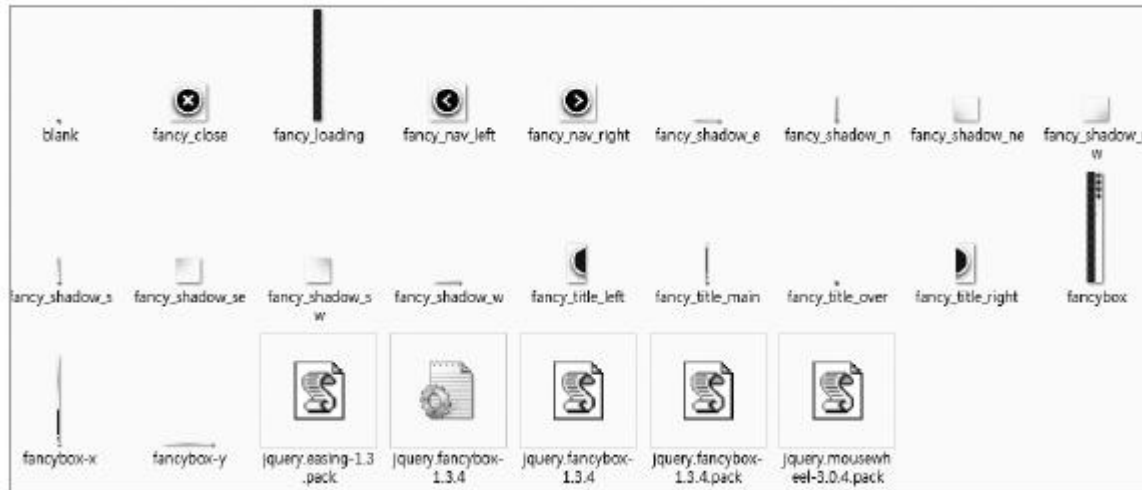 blank fancy_close fancy_loading fancy_nav_left fancy_nav_right fancy_shadow_e fancy_shadow_n fancy_shadow_ne fancy_shadow_
w
fancy_shadow_s fancy_shadow_se fancy_shadow_s fancy_shadow_w fancy_title_left fancy_title_main fancy_title_over fancy_title_right fancybox
w
fancybox-x fancybox-y jquery.easing-1.3 jquery.fancybox- jquery.fancybox- jquery.fancybox- jquery.mousewh
.pack 1.3.4 1.3.4 1.3.4.pack eel-3.0.4.pack